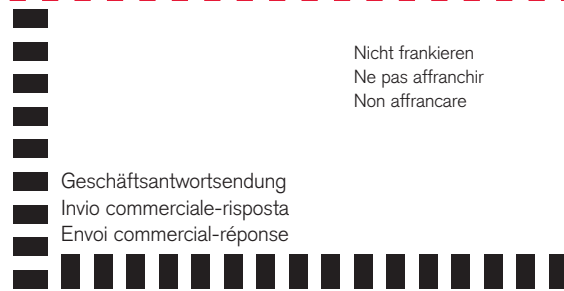 Nicht frankieren
Ne pas affranchir
Non affrancare
Geschäftsantwortsendung
Invio commerciale-risposta
Envoi commercial-réponse